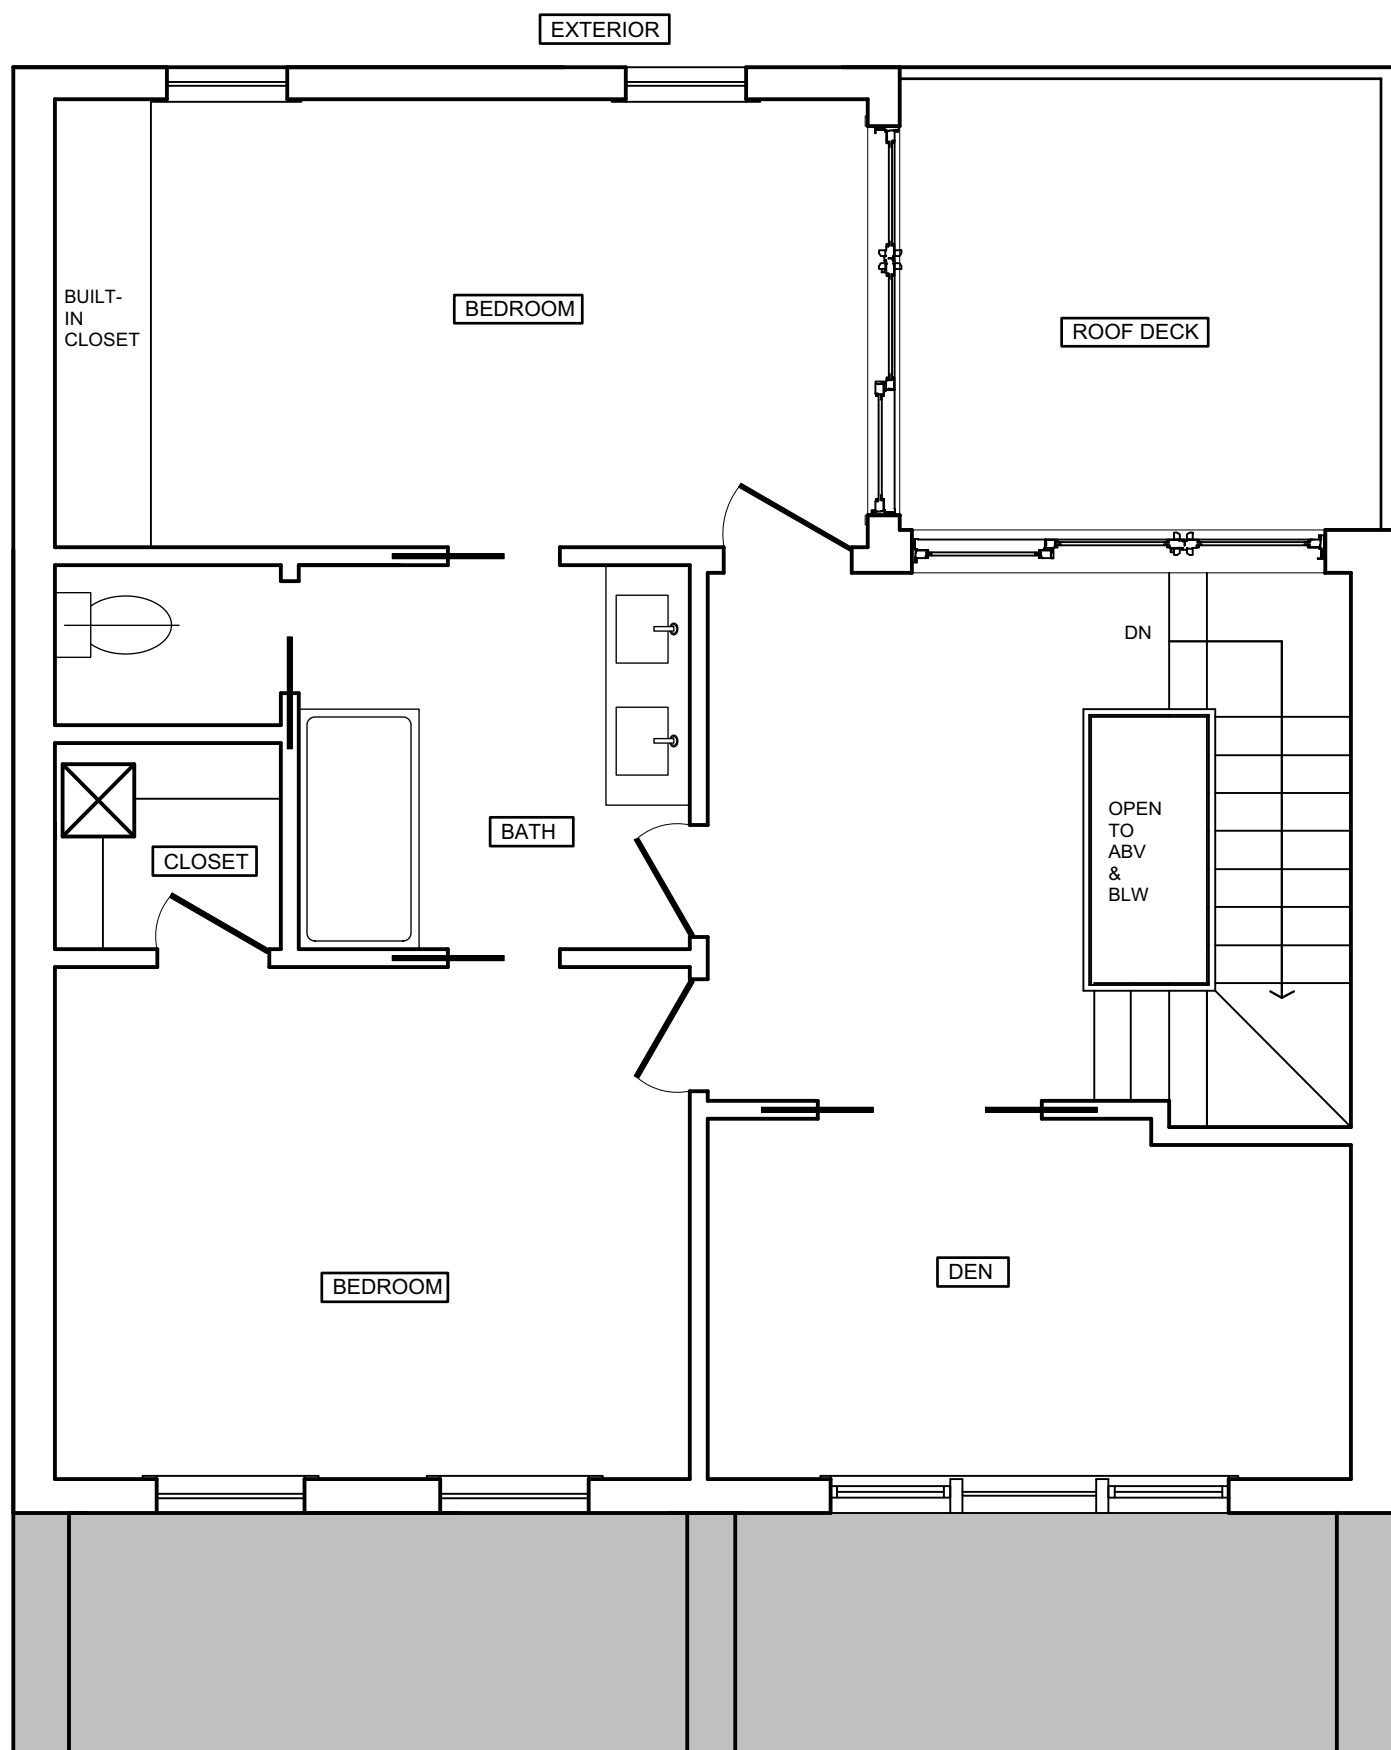 EXTERIOR
BUILT-
IN
CLOSET
BEDROOM
ROOF DECK
DN
OPEN
TO
ABV
&
BLW
BATH
CLOSET
BEDROOM
DEN